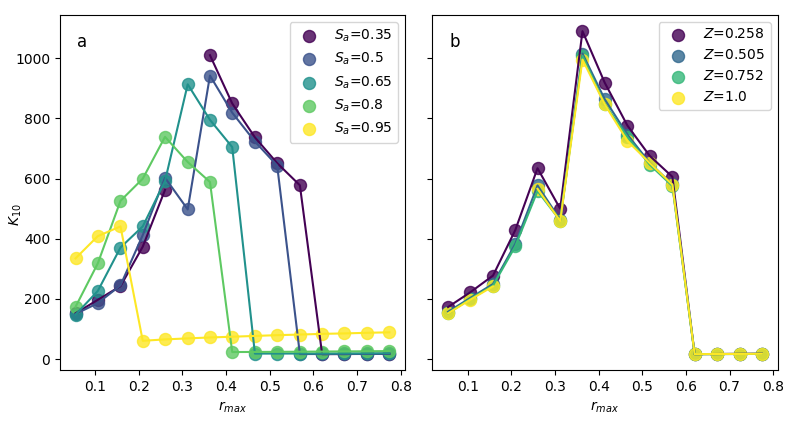 a
S_a=0.35
S_a=0.5
S_a=0.65
S_a=0.8
S_a=0.95
b
Z=0.258
Z=0.505
Z=0.752
Z=1.0
1000
800
600
400
200
0
K_10
0.1 0.2 0.3 0.4 0.5 0.6 0.7 0.8
r_max
0.1 0.2 0.3 0.4 0.5 0.6 0.7 0.8
r_max